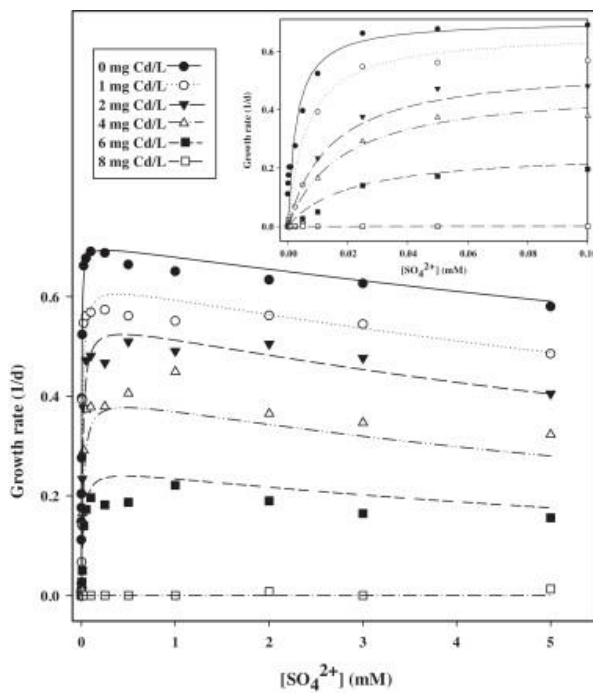 0 mg Cd/L
1 mg Cd/L
2 mg Cd/L
4 mg Cd/L
6 mg Cd/L
8 mg Cd/L
Growth rate (1/d)
0.6
0.4
0.2
0.0
0.00 0.02 0.04 0.06 0.08 0.10
[SO₄²⁺] (mM)
Growth rate (1/d)
0.6
0.4
0.2
0.0
0 1 2 3 4 5
[SO₄²⁺] (mM)